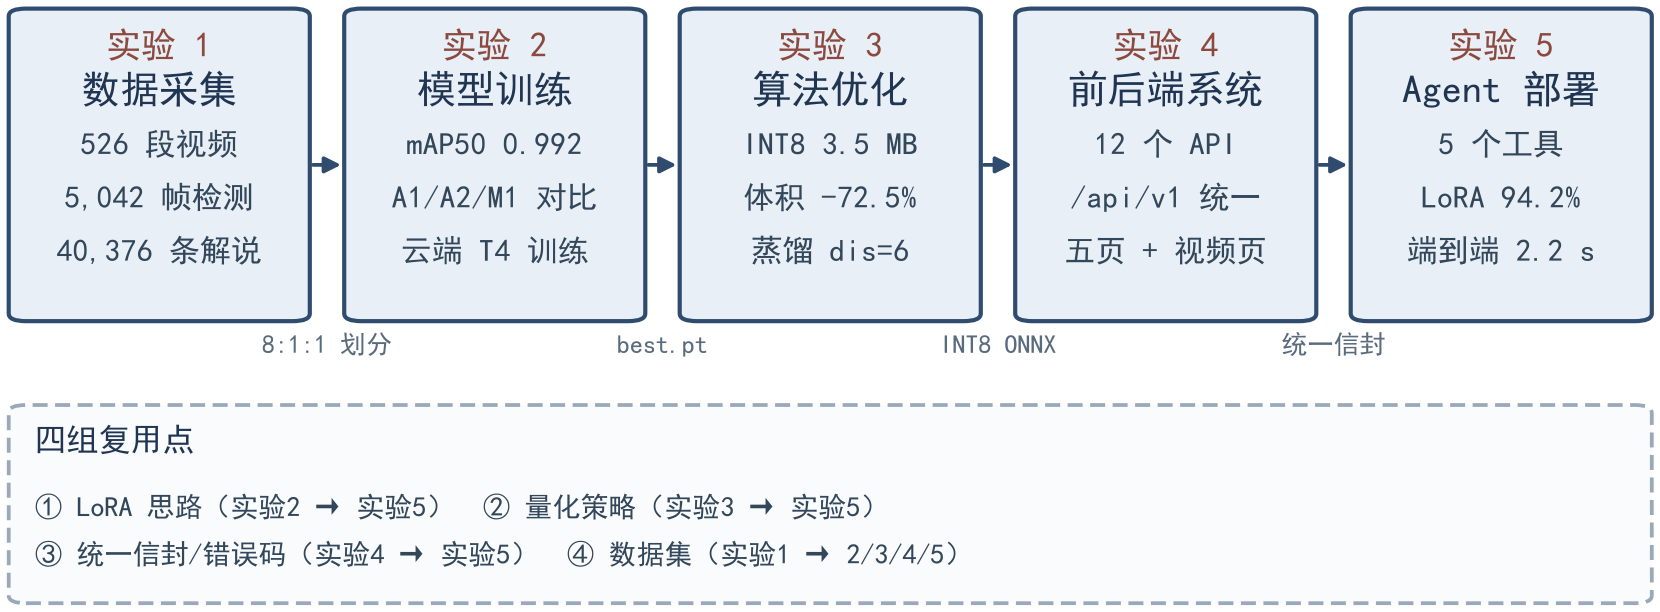 实验 1
数据采集
526 段视频
5,042 帧检测
40,376 条解说
实验 2
模型训练
mAP50 0.992
A1/A2/M1 对比
云端 T4 训练
实验 3
算法优化
INT8 3.5 MB
体积 -72.5%
蒸馏 dis=6
实验 4
前后端系统
12 个 API
/api/v1 统一
五页 + 视频页
实验 5
Agent 部署
5 个工具
LoRA 94.2%
端到端 2.2 s
8:1:1 划分
best.pt
INT8 ONNX
统一信封
四组复用点
① LoRA 思路（实验2 → 实验5） ② 量化策略（实验3 → 实验5）
③ 统一信封/错误码（实验4 → 实验5） ④ 数据集（实验1 → 2/3/4/5）